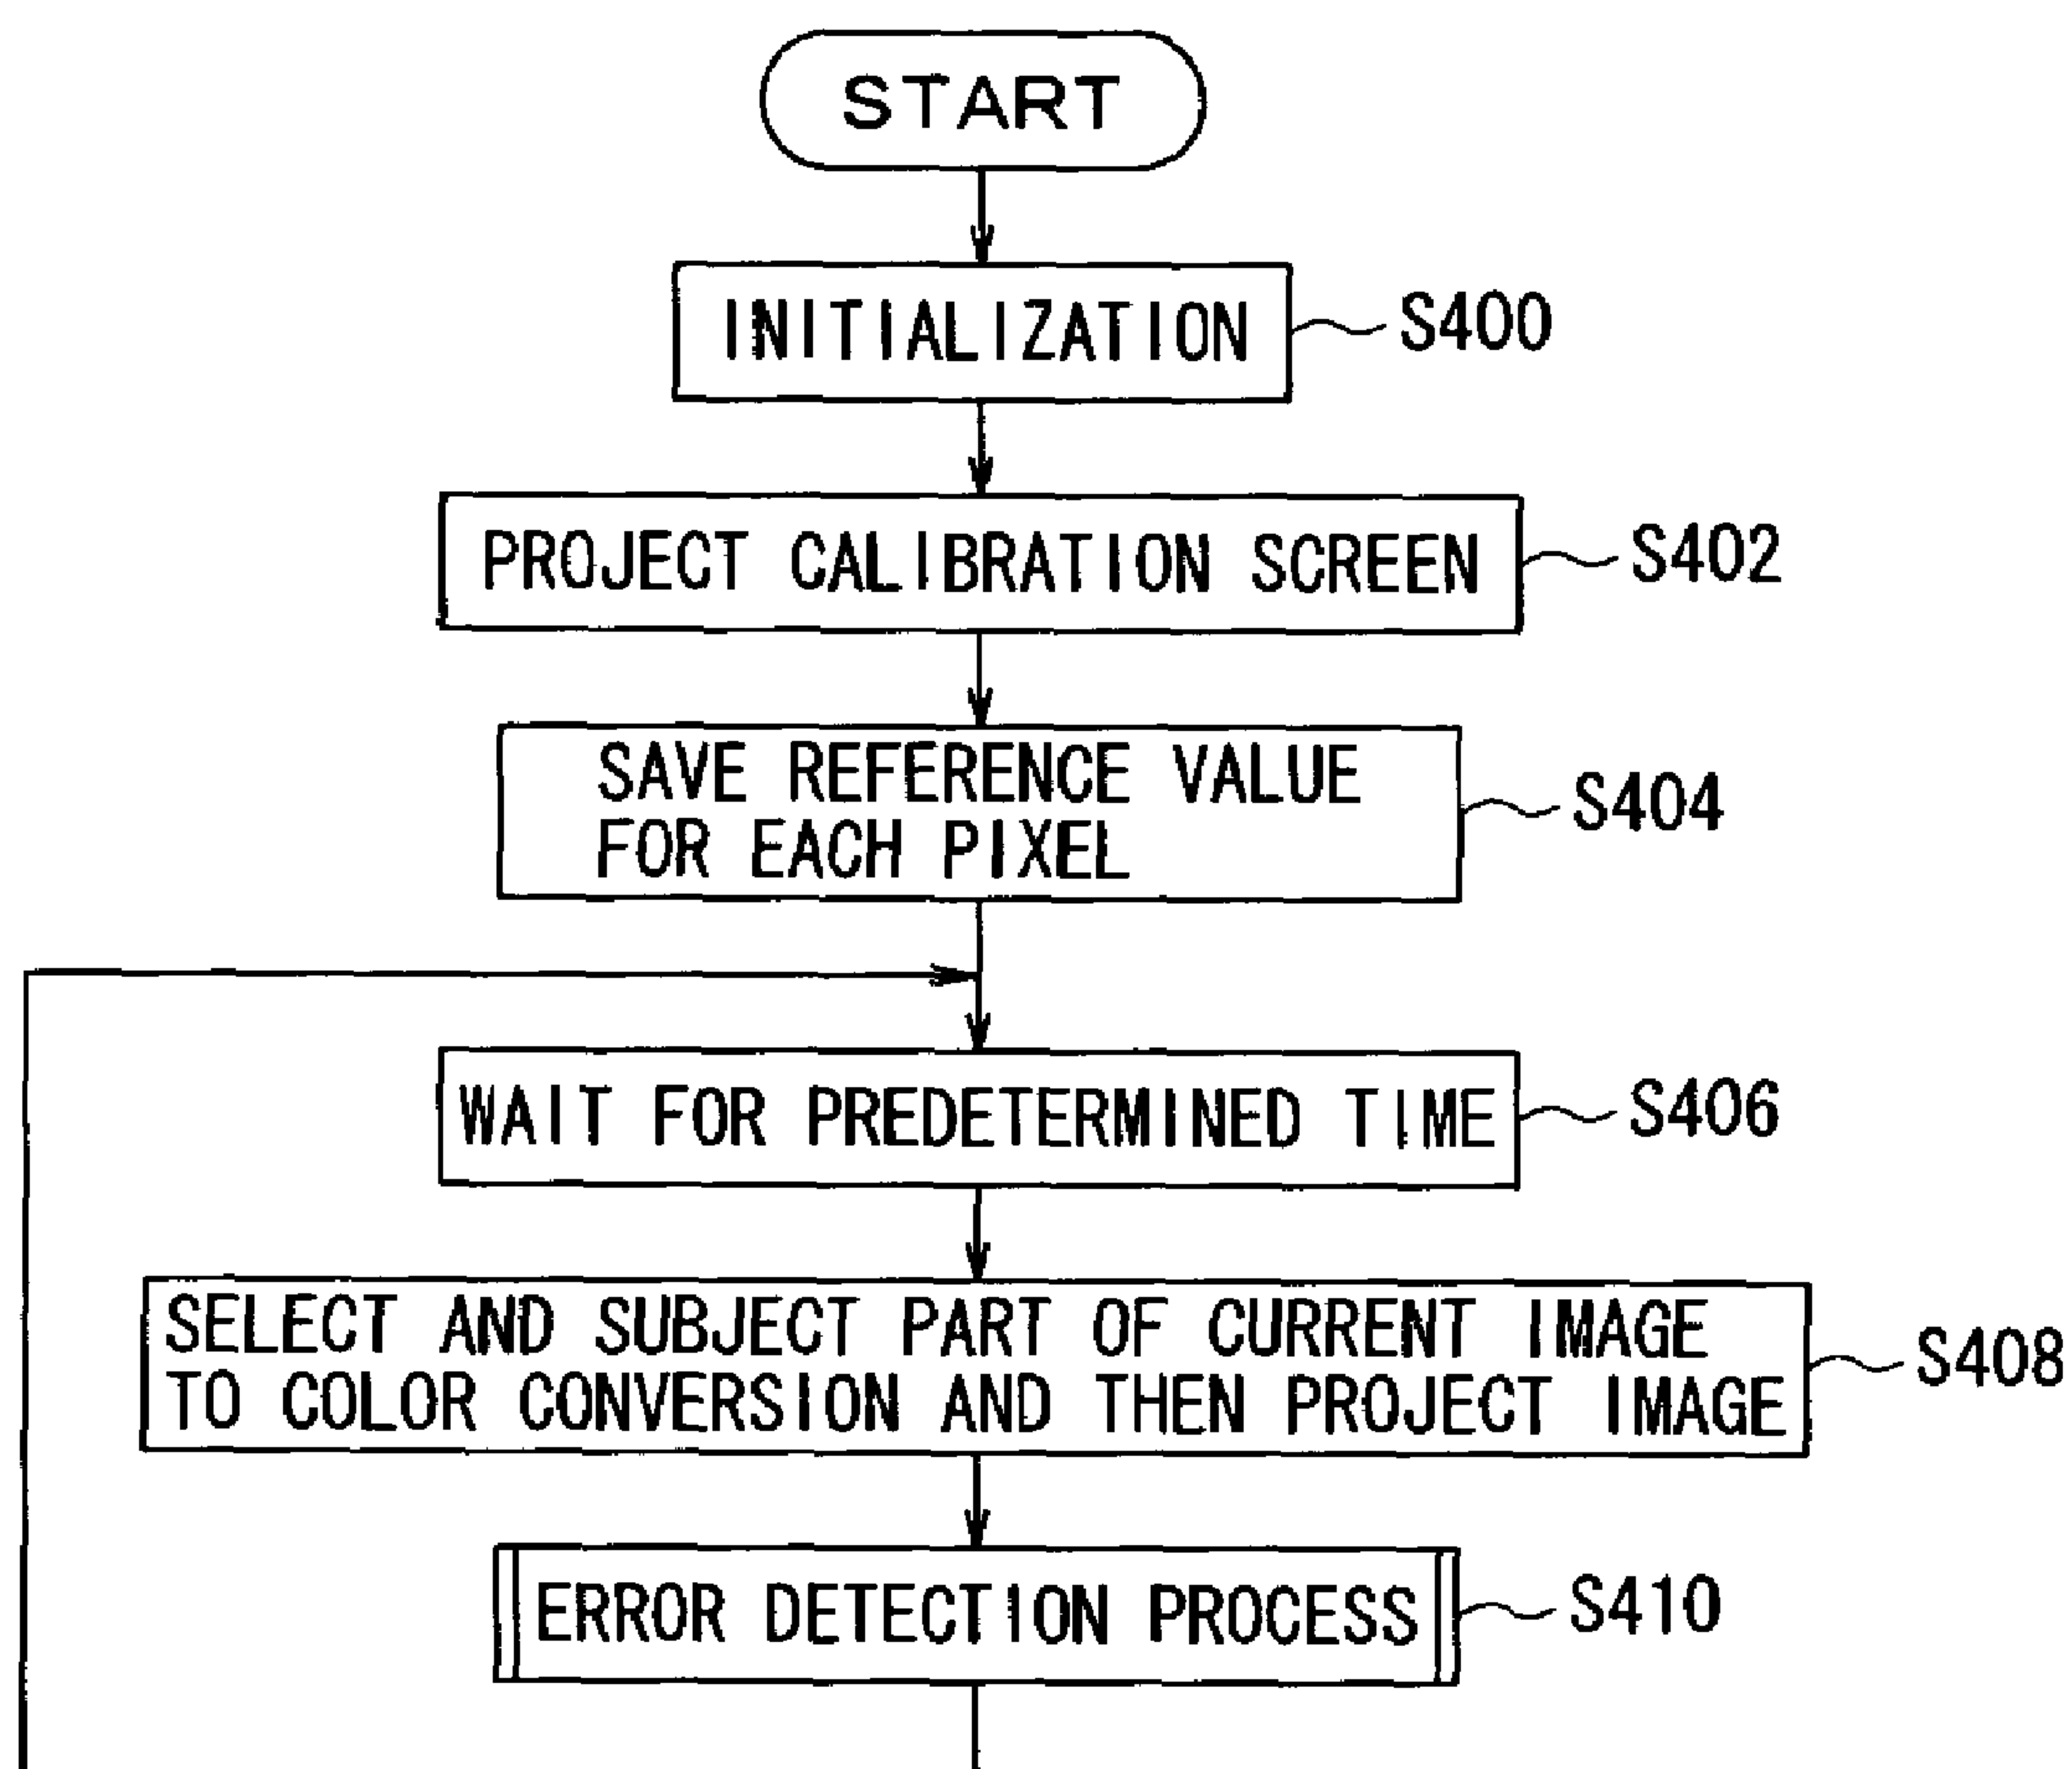 START
INITIALIZATION S400
PROJECT CALIBRATION SCREEN S402
SAVE REFERENCE VALUE
FOR EACH PIXEL
S404
WAIT FOR PREDETERMINED TIME S406
SELECT AND SUBJECT PART OF CURRENT IMAGE
TO COLOR CONVERSION AND THEN PROJECT IMAGE
S408
ERROR DETECTION PROCESS S410